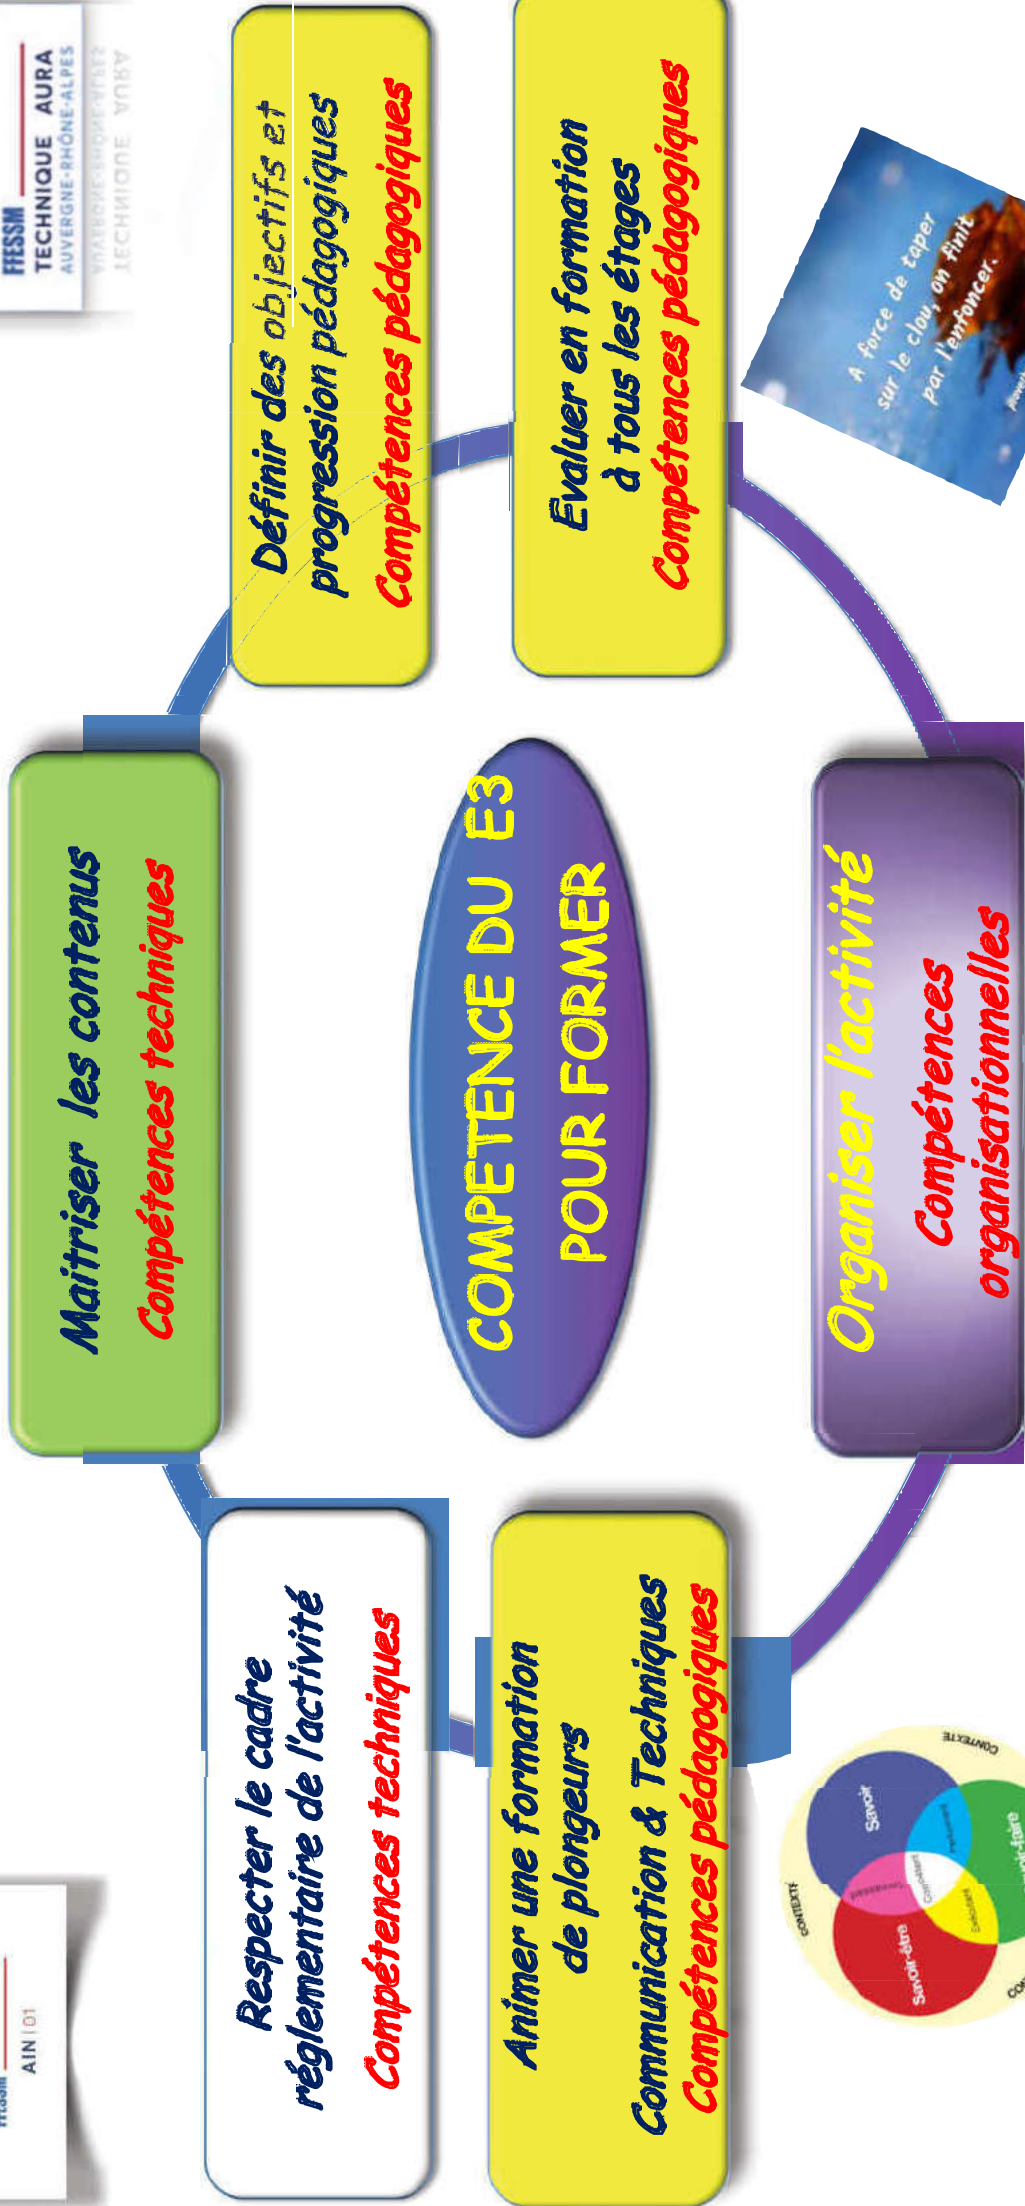 FFESSM
AIN | 01
FFESSM
TECHNIQUE AURA
AUVERGNE-RHÔNE-ALPES
Maitriser les contenus
Compétences techniques
Respecter le cadre
réglementaire de l'activité
Compétences techniques
Définir des objectifs et
progression pédagogiques
Compétences pédagogiques
COMPETENCE DU E3
POUR FORMER
Animer une formation
de plongeurs
Communication & Techniques
Compétences pédagogiques
Evaluer en formation
à tous les étages
Compétences pédagogiques
Organiser l'activité
Compétences
organisationnelles
CONTEXTE
CONTEXTE
Savoir
Savoir-être
A force de taper
sur le clou, on finit
par l'enfoncer.